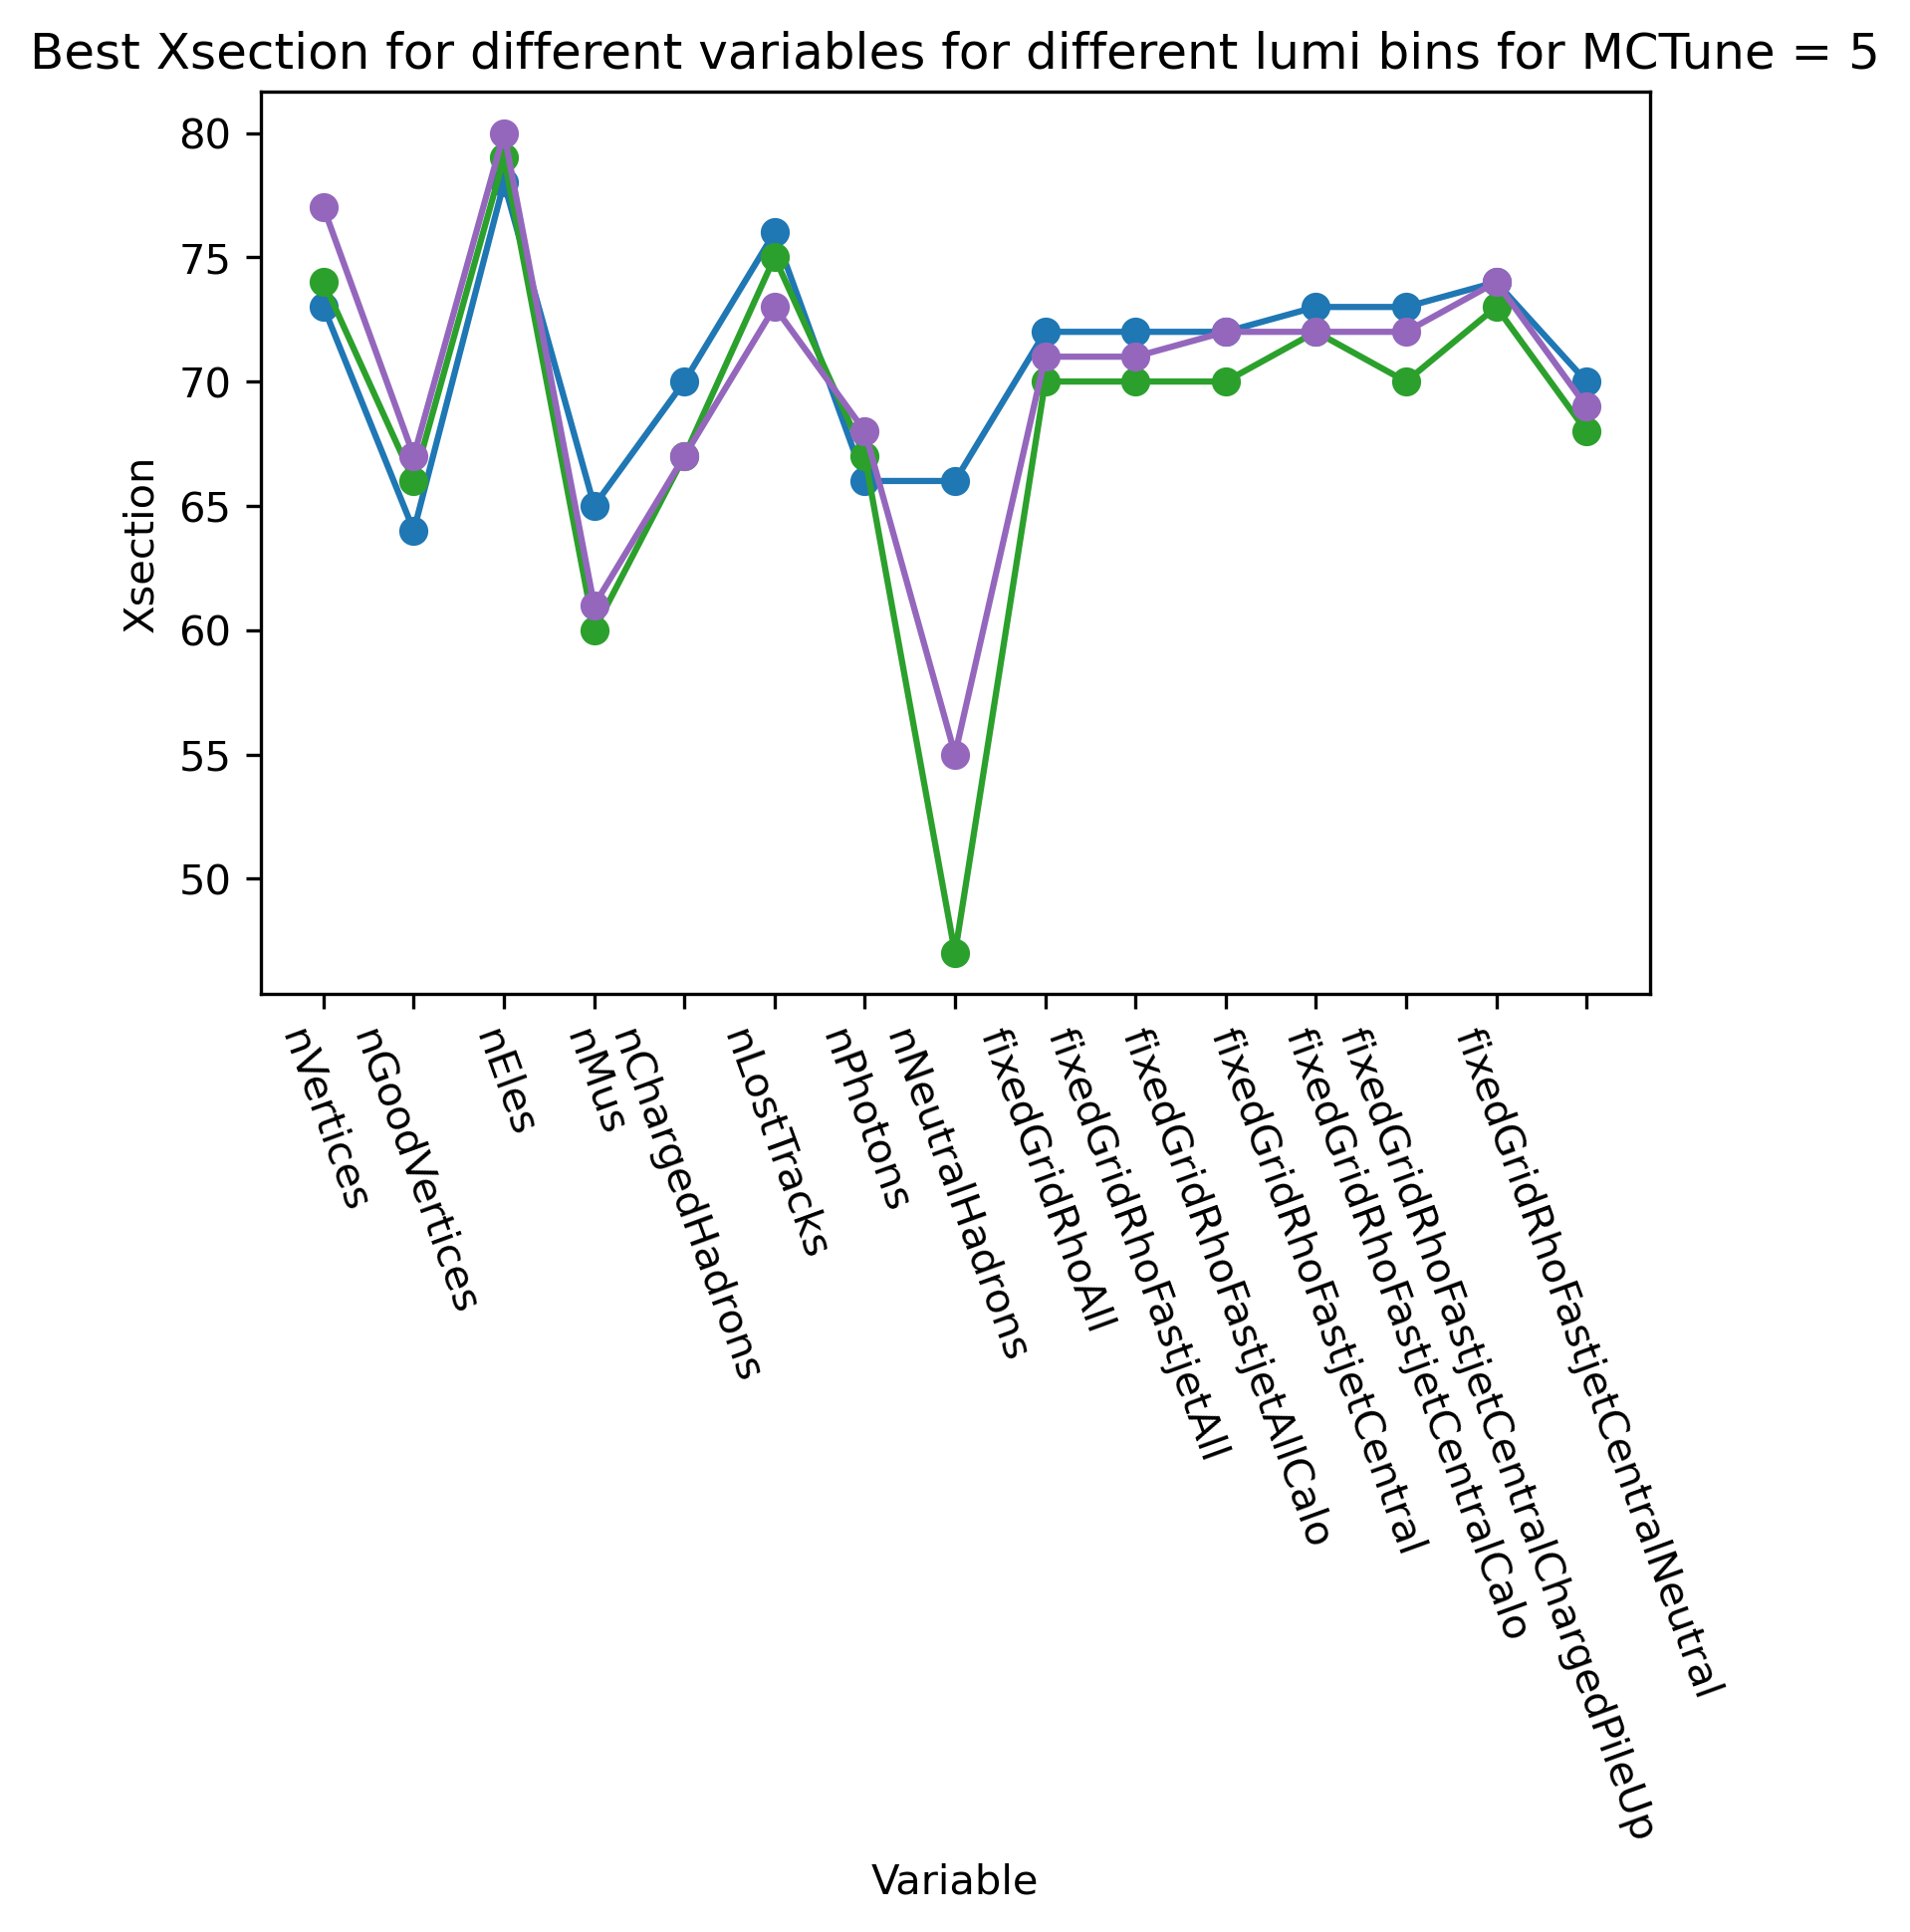 Best Xsection for different variables for different lumi bins for MCTune = 5
80
75
70
65
60
55
50
Xsection
nVertices
nGoodVertices
nEles
nMus
nChargedHadrons
nLostTracks
nPhotons
nNeutralHadrons
fixedGridRhoAll
fixedGridRhoFastjetAll
fixedGridRhoFastjetAllCalo
fixedGridRhoFastjetCentral
fixedGridRhoFastjetCentralCalo
fixedGridRhoFastjetCentralChargedPileUp
fixedGridRhoFastjetCentralNeutral
Variable